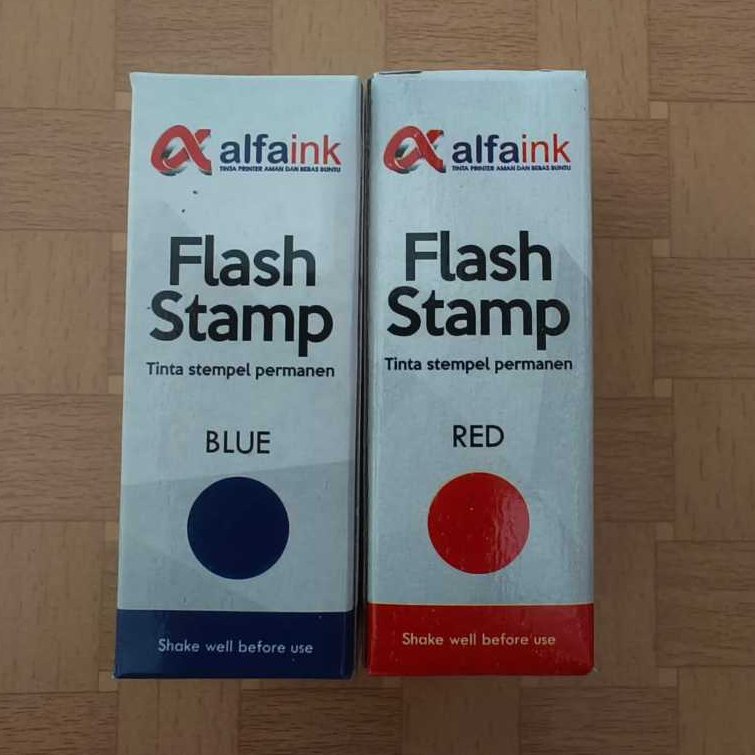 alfaink
TINTA PRINTER AMAN DAN BEBAS BUNTU
Flash
Stamp
Tinta stempel permanen
BLUE
Shake well before use
alfaink
TINTA PRINTER AMAN DAN BEBAS BUNTU
Flash
Stamp
Tinta stempel permanen
RED
Shake well before use